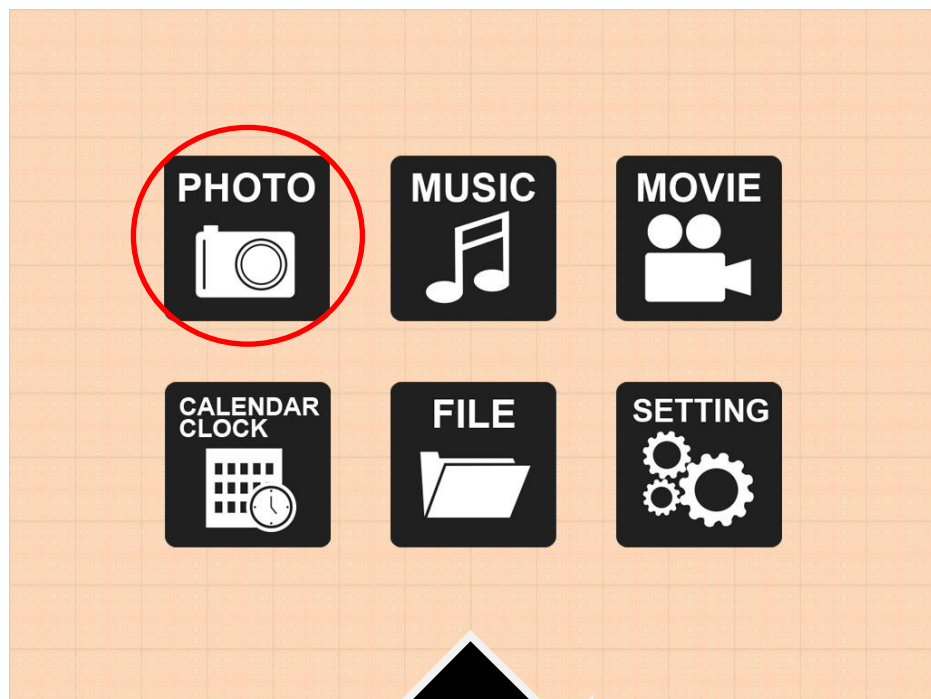 PHOTO
MUSIC
MOVIE
CALENDAR
CLOCK
FILE
SETTING